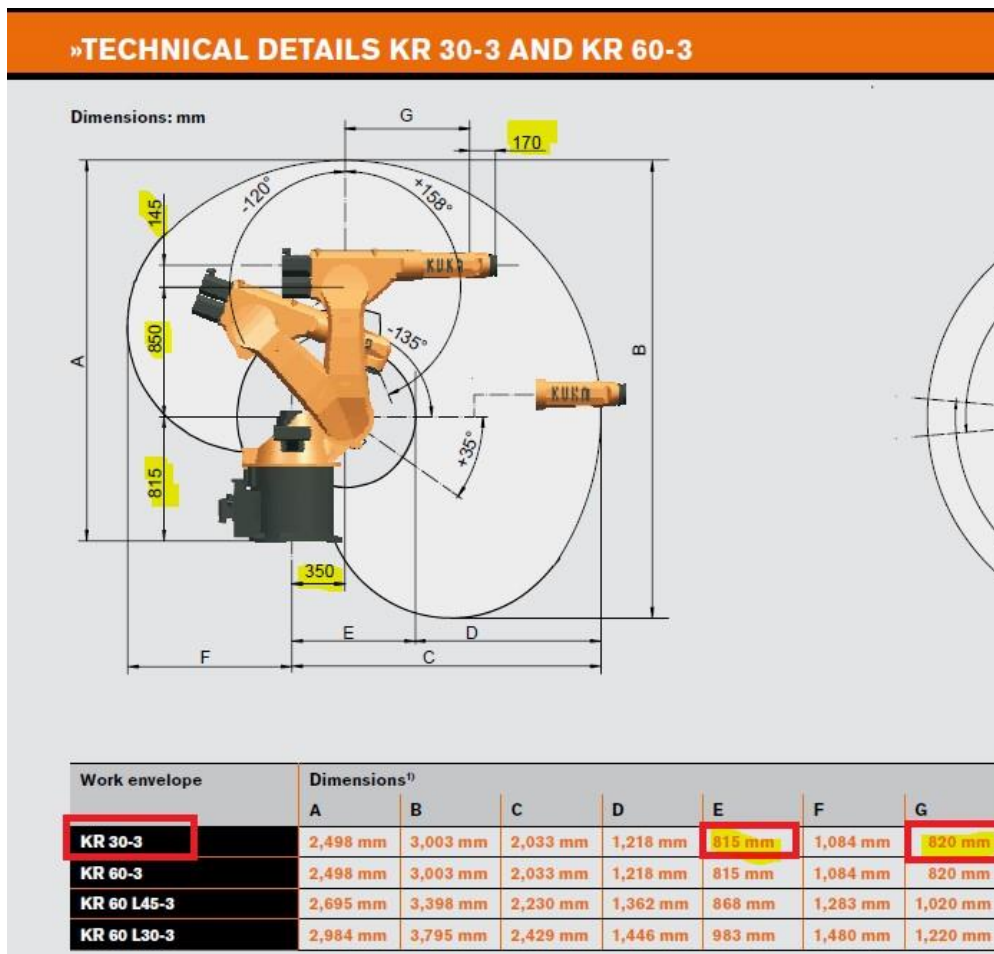 »TECHNICAL DETAILS KR 30-3 AND KR 60-3
Dimensions: mm
G
170
-120°
+158°
145
KUKA
850
-135°
A
B
KUKA
+35°
815
350
E
D
F
C
Work envelope Dimensions¹⁾
A B C D E F G
KR 30-3 2,498 mm 3,003 mm 2,033 mm 1,218 mm 815 mm 1,084 mm 820 mm
KR 60-3 2,498 mm 3,003 mm 2,033 mm 1,218 mm 815 mm 1,084 mm 820 mm
KR 60 L45-3 2,695 mm 3,398 mm 2,230 mm 1,362 mm 868 mm 1,283 mm 1,020 mm
KR 60 L30-3 2,984 mm 3,795 mm 2,429 mm 1,446 mm 983 mm 1,480 mm 1,220 mm